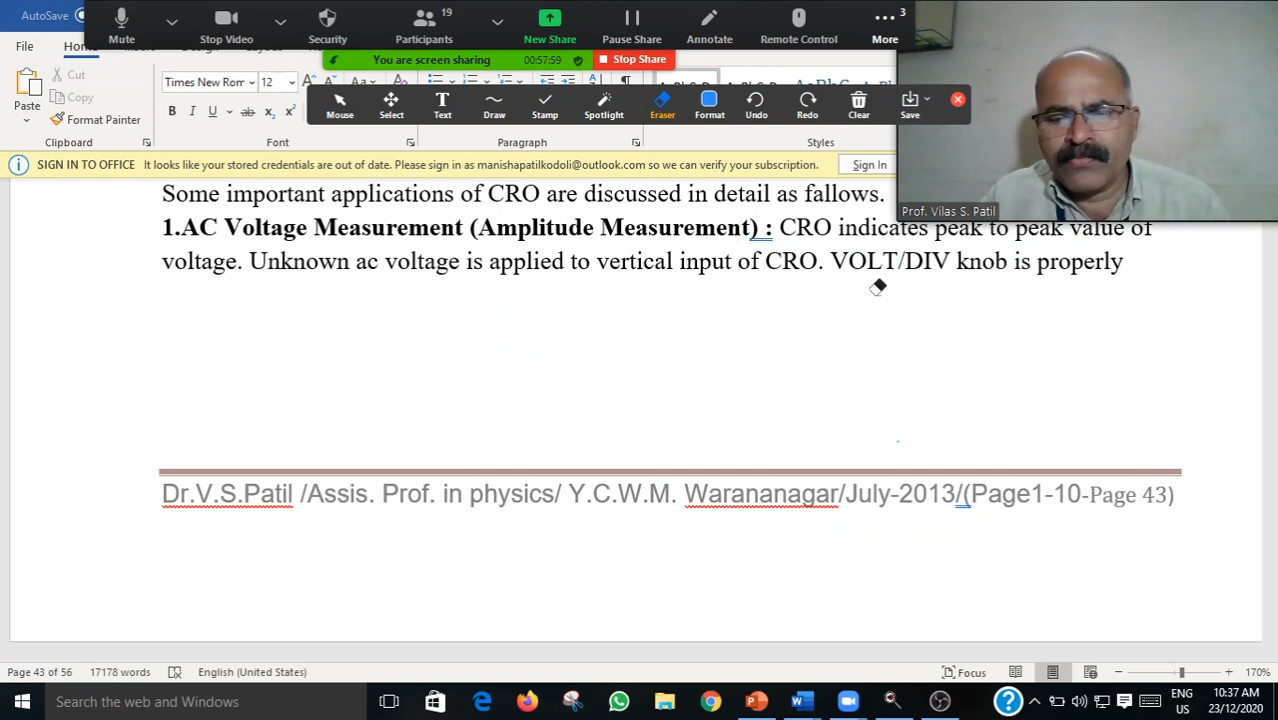 AutoSave
19
3
Mute
Stop Video
Security
Participants
New Share
Pause Share
Annotate
Remote Control
More
File
Home
You are screen sharing
00:57:59
Stop Share
Cut
Copy
Paste
Format Painter
Times New Rom
12
Mouse
Select
Text
Draw
Stamp
Spotlight
Eraser
Format
Undo
Redo
Clear
Save
Clipboard
Font
Paragraph
Styles
SIGN IN TO OFFICE It looks like your stored credentials are out of date. Please sign in as manishapatilkodoli@outlook.com so we can verify your subscription.
Sign In
Prof. Vilas S. Patil
Some important applications of CRO are discussed in detail as fallows.
1.AC Voltage Measurement (Amplitude Measurement) : CRO indicates peak to peak value of
voltage. Unknown ac voltage is applied to vertical input of CRO. VOLT/DIV knob is properly
Dr.V.S.Patil /Assis. Prof. in physics/ Y.C.W.M. Warananagar/July-2013/(Page1-10-Page 43)
Page 43 of 56
17178 words
English (United States)
Focus
170%
Search the web and Windows
ENG
US
10:37 AM
23/12/2020